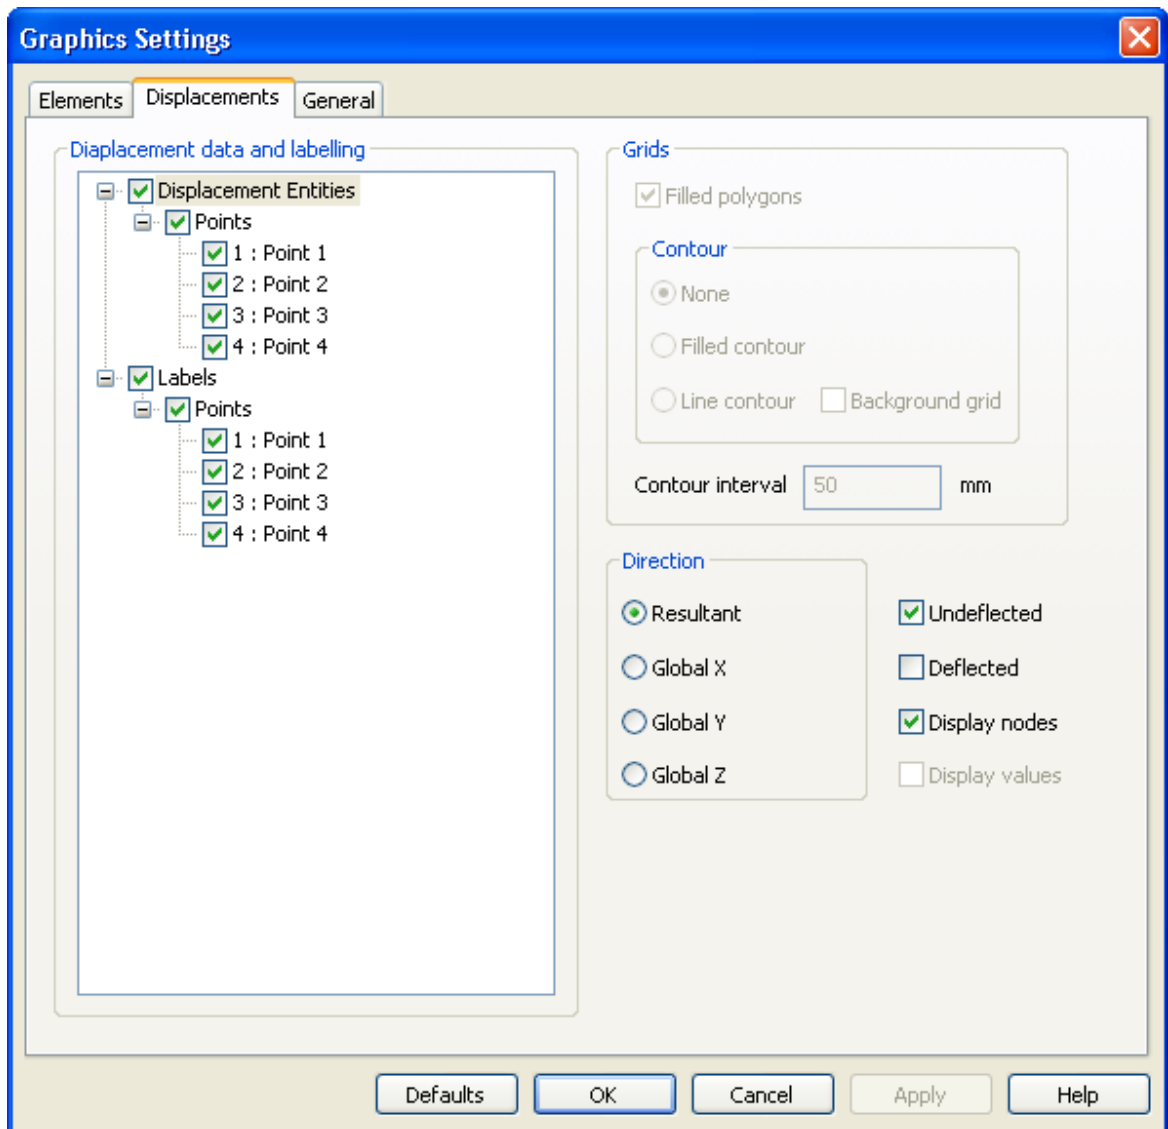 Graphics Settings
Elements
Displacements
General
Diaplacement data and labelling
Displacement Entities
Points
1 : Point 1
2 : Point 2
3 : Point 3
4 : Point 4
Labels
Points
1 : Point 1
2 : Point 2
3 : Point 3
4 : Point 4
Grids
Filled polygons
Contour
None
Filled contour
Line contour
Background grid
Contour interval 50 mm
Direction
Resultant
Global X
Global Y
Global Z
Undeflected
Deflected
Display nodes
Display values
Defaults
OK
Cancel
Apply
Help